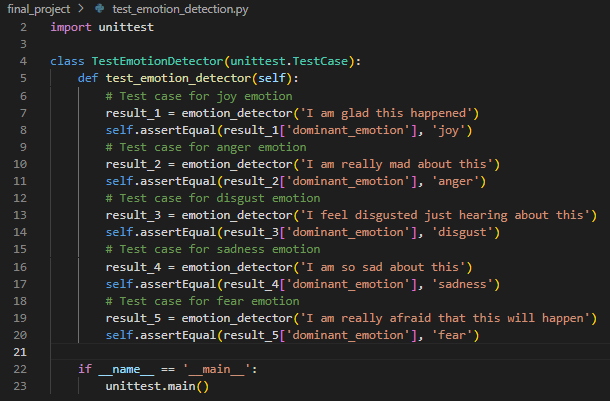 final_project > test_emotion_detection.py
2 import unittest
3
4 class TestEmotionDetector(unittest.TestCase):
5     def test_emotion_detector(self):
6         # Test case for joy emotion
7         result_1 = emotion_detector('I am glad this happened')
8         self.assertEqual(result_1['dominant_emotion'], 'joy')
9         # Test case for anger emotion
10         result_2 = emotion_detector('I am really mad about this')
11         self.assertEqual(result_2['dominant_emotion'], 'anger')
12         # Test case for disgust emotion
13         result_3 = emotion_detector('I feel disgusted just hearing about this')
14         self.assertEqual(result_3['dominant_emotion'], 'disgust')
15         # Test case for sadness emotion
16         result_4 = emotion_detector('I am so sad about this')
17         self.assertEqual(result_4['dominant_emotion'], 'sadness')
18         # Test case for fear emotion
19         result_5 = emotion_detector('I am really afraid that this will happen')
20         self.assertEqual(result_5['dominant_emotion'], 'fear')
21
22     if __name__ == '__main__':
23         unittest.main()